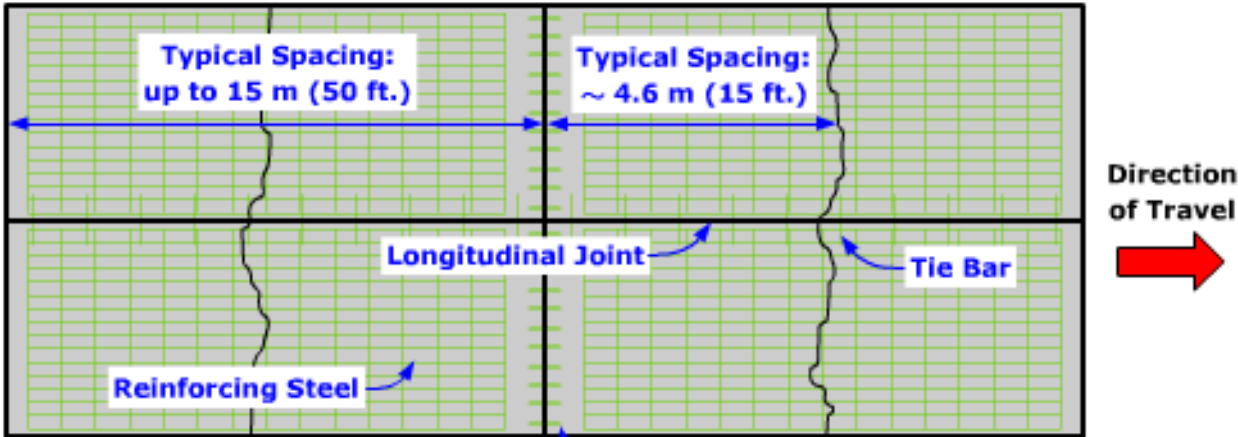 Typical Spacing:
up to 15 m (50 ft.)
Typical Spacing:
~ 4.6 m (15 ft.)
Direction
of Travel
Longitudinal Joint
Tie Bar
Reinforcing Steel